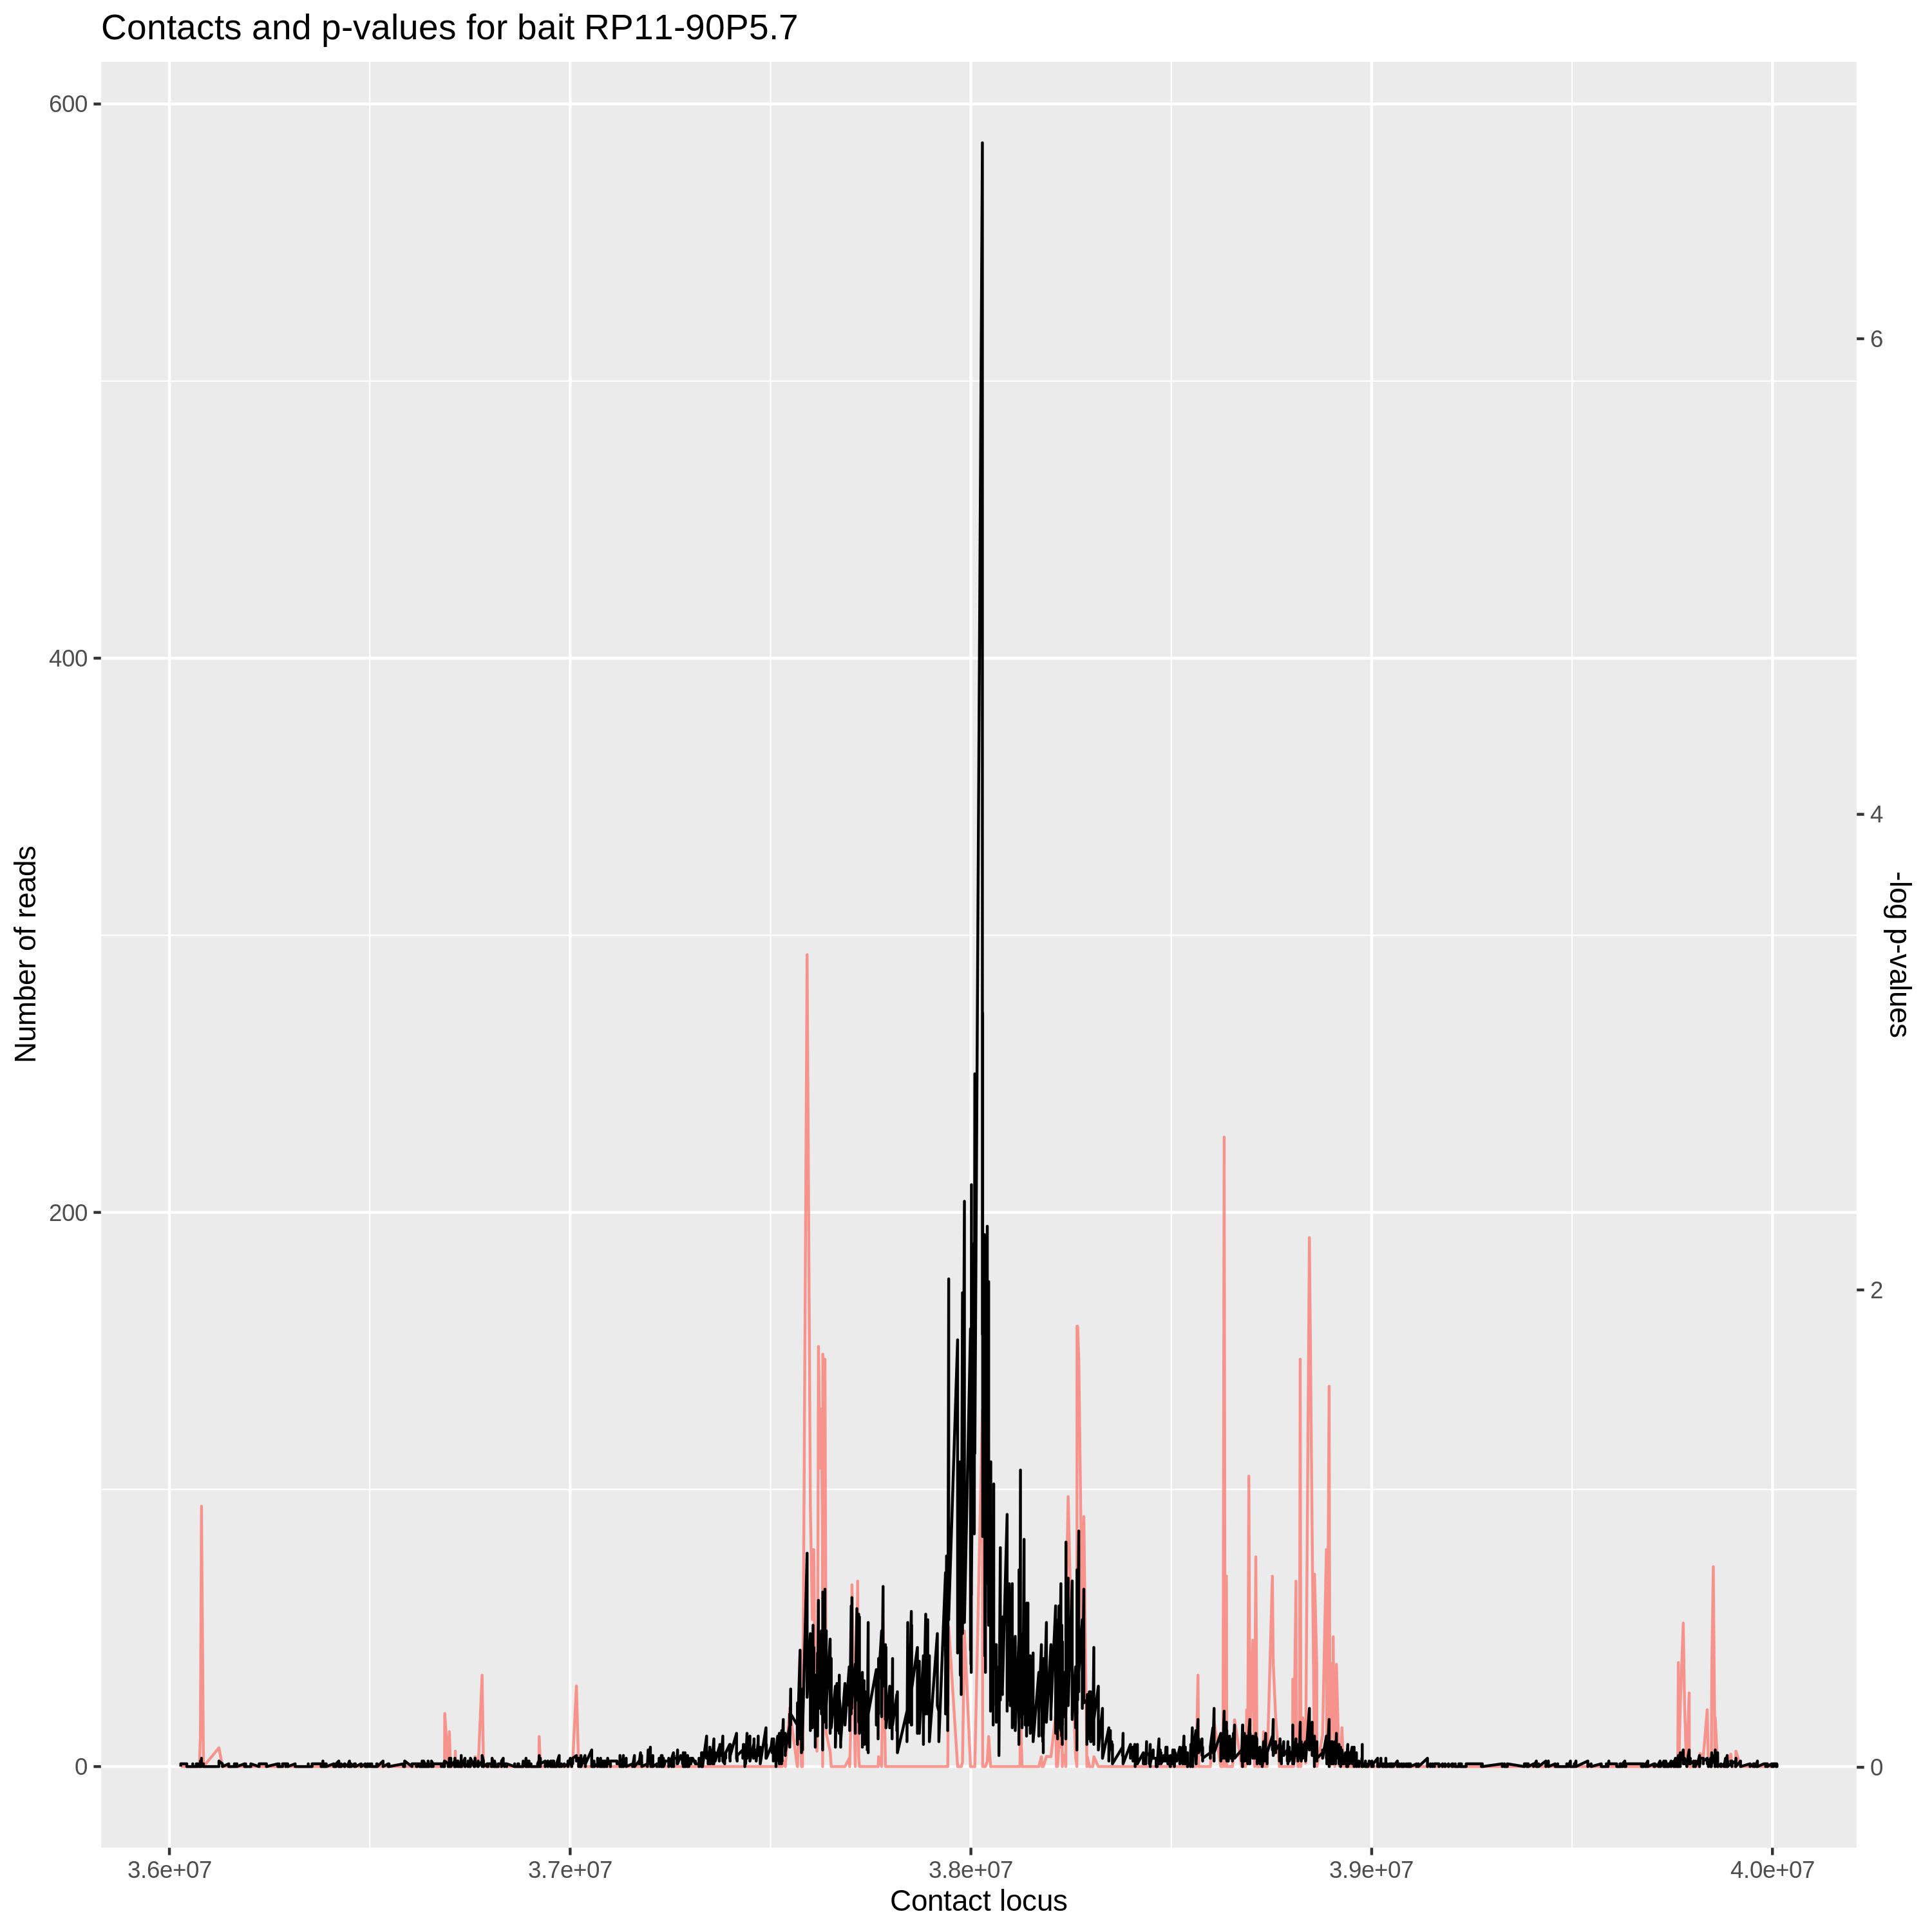 Contacts and p-values for bait RP11-90P5.7
600
400
200
0
Number of reads
6
4
2
0
-log p-values
3.6e+07 3.7e+07 3.8e+07 3.9e+07 4.0e+07
Contact locus